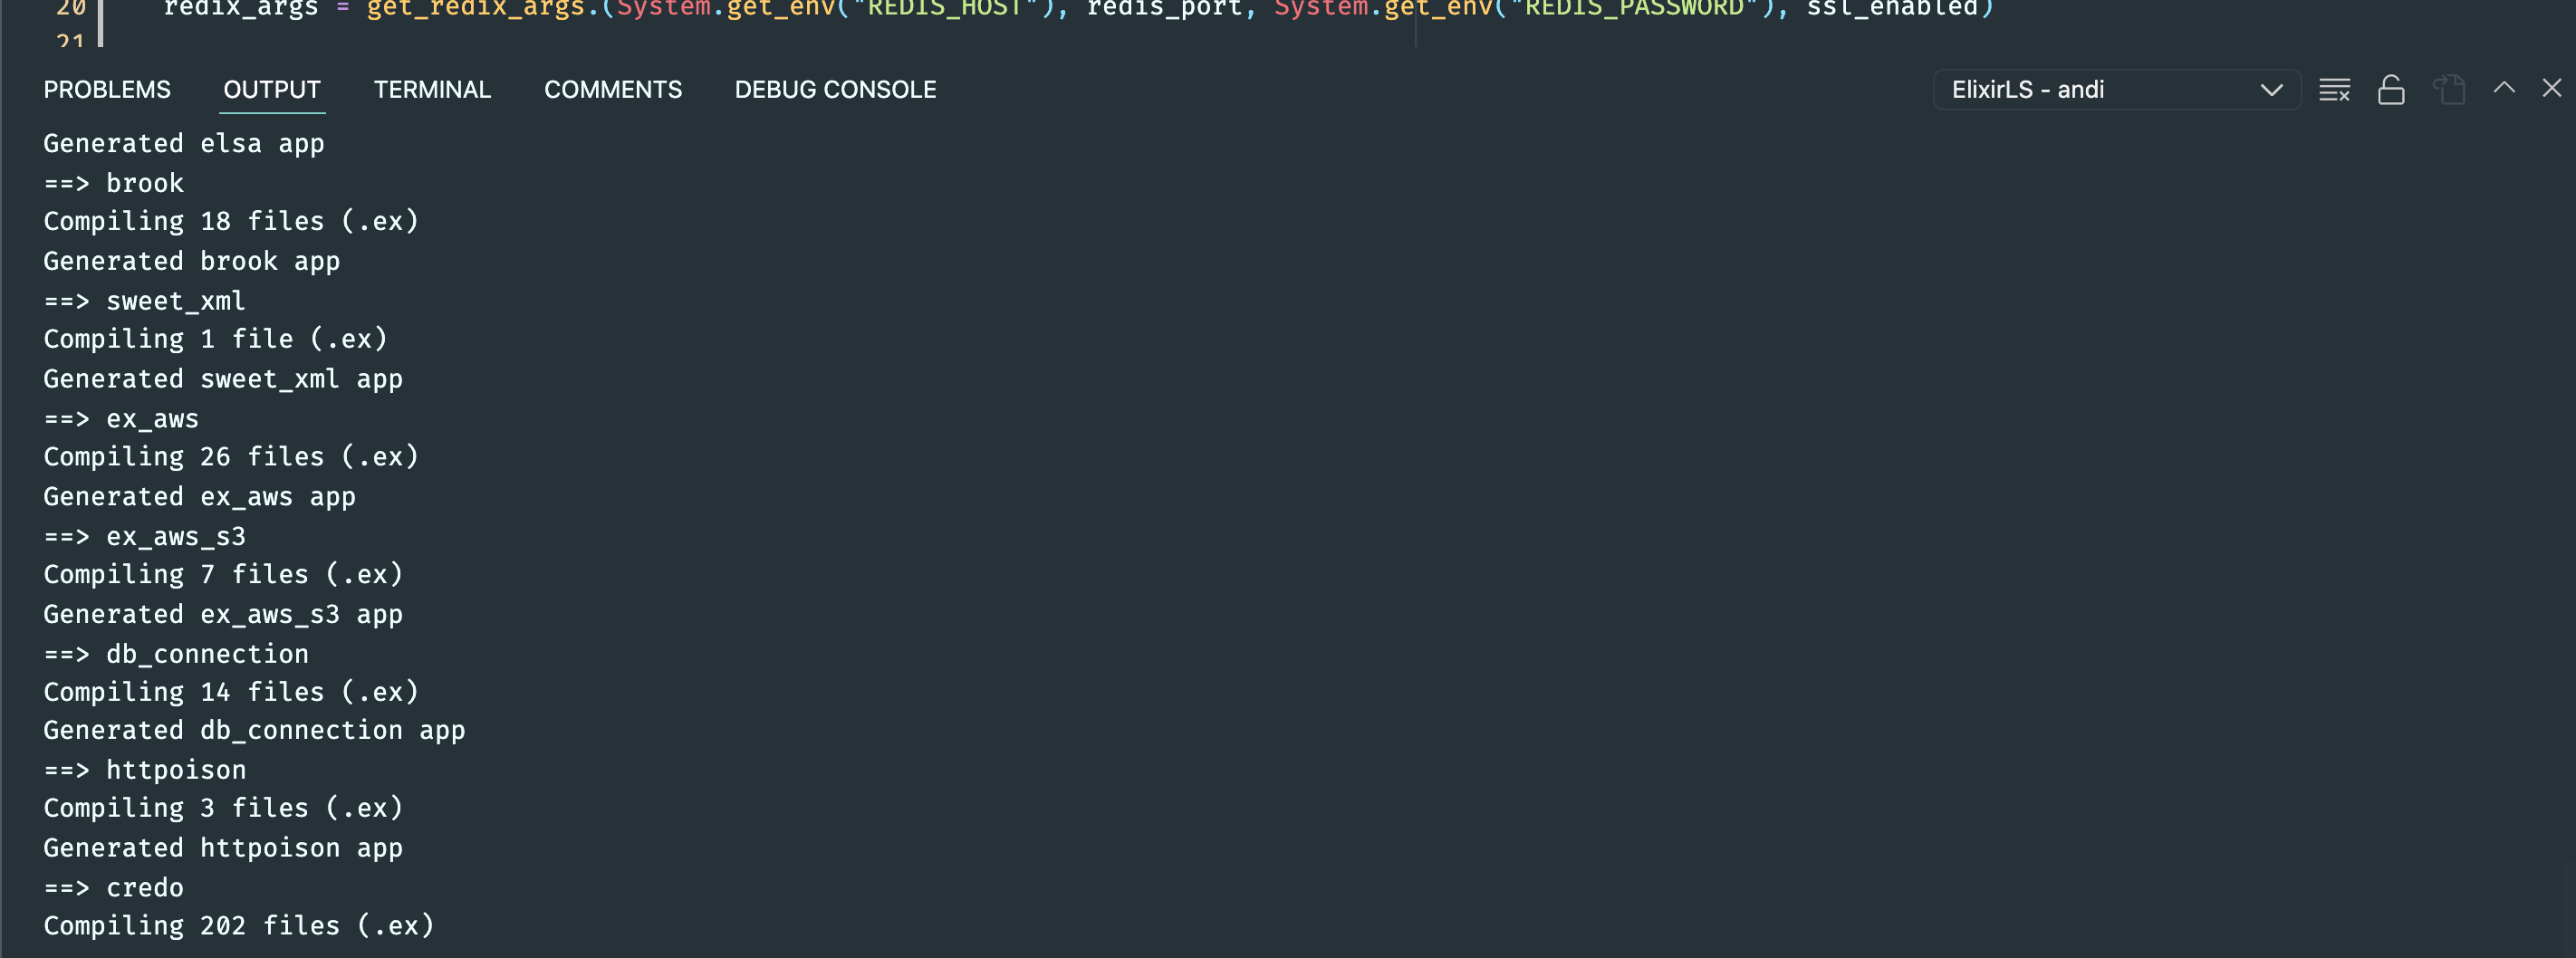 20 redix_args = get_redix_args.(System.get_env("REDIS_HOST"), redis_port, System.get_env("REDIS_PASSWORD"), ssl_enabled)
21
PROBLEMS OUTPUT TERMINAL COMMENTS DEBUG CONSOLE ElixirLS - andi
Generated elsa app
==> brook
Compiling 18 files (.ex)
Generated brook app
==> sweet_xml
Compiling 1 file (.ex)
Generated sweet_xml app
==> ex_aws
Compiling 26 files (.ex)
Generated ex_aws app
==> ex_aws_s3
Compiling 7 files (.ex)
Generated ex_aws_s3 app
==> db_connection
Compiling 14 files (.ex)
Generated db_connection app
==> httpoison
Compiling 3 files (.ex)
Generated httpoison app
==> credo
Compiling 202 files (.ex)